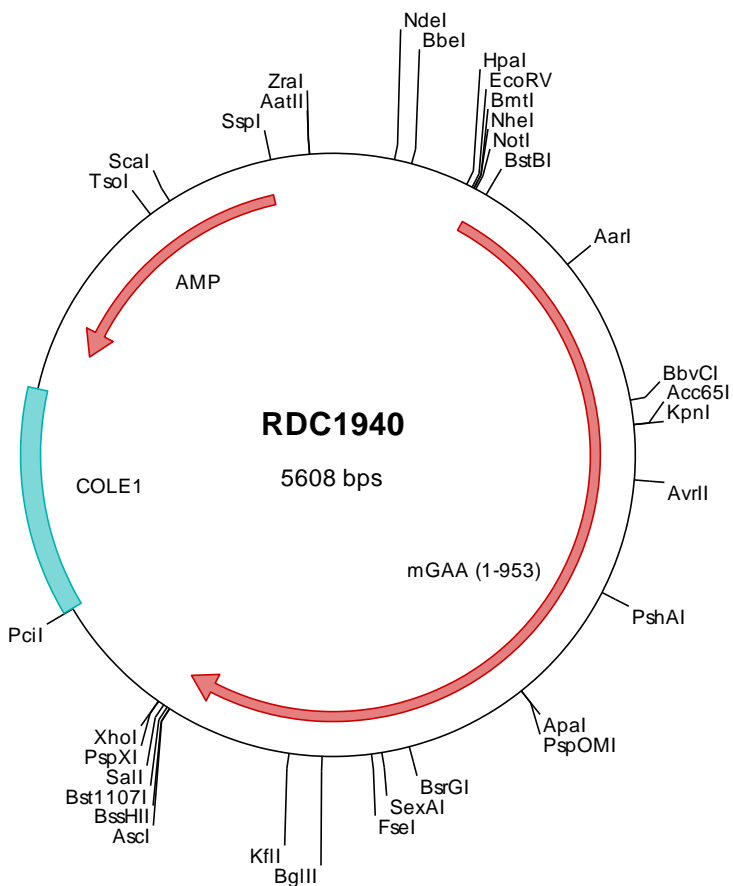 NdeI
BbeI
HpaI
EcoRV
BmtI
NheI
NotI
BstBI
ZraI
AatII
SspI
ScaI
TsoI
AarI
AMP
BbvCI
Acc65I
KpnI
RDC1940
5608 bps
COLE1
AvrII
mGAA (1-953)
PshAI
PciI
ApaI
PspOMI
XhoI
PspXI
SalI
Bst1107I
BssHII
AscI
BsrGI
SexAI
FseI
KflI
BglII